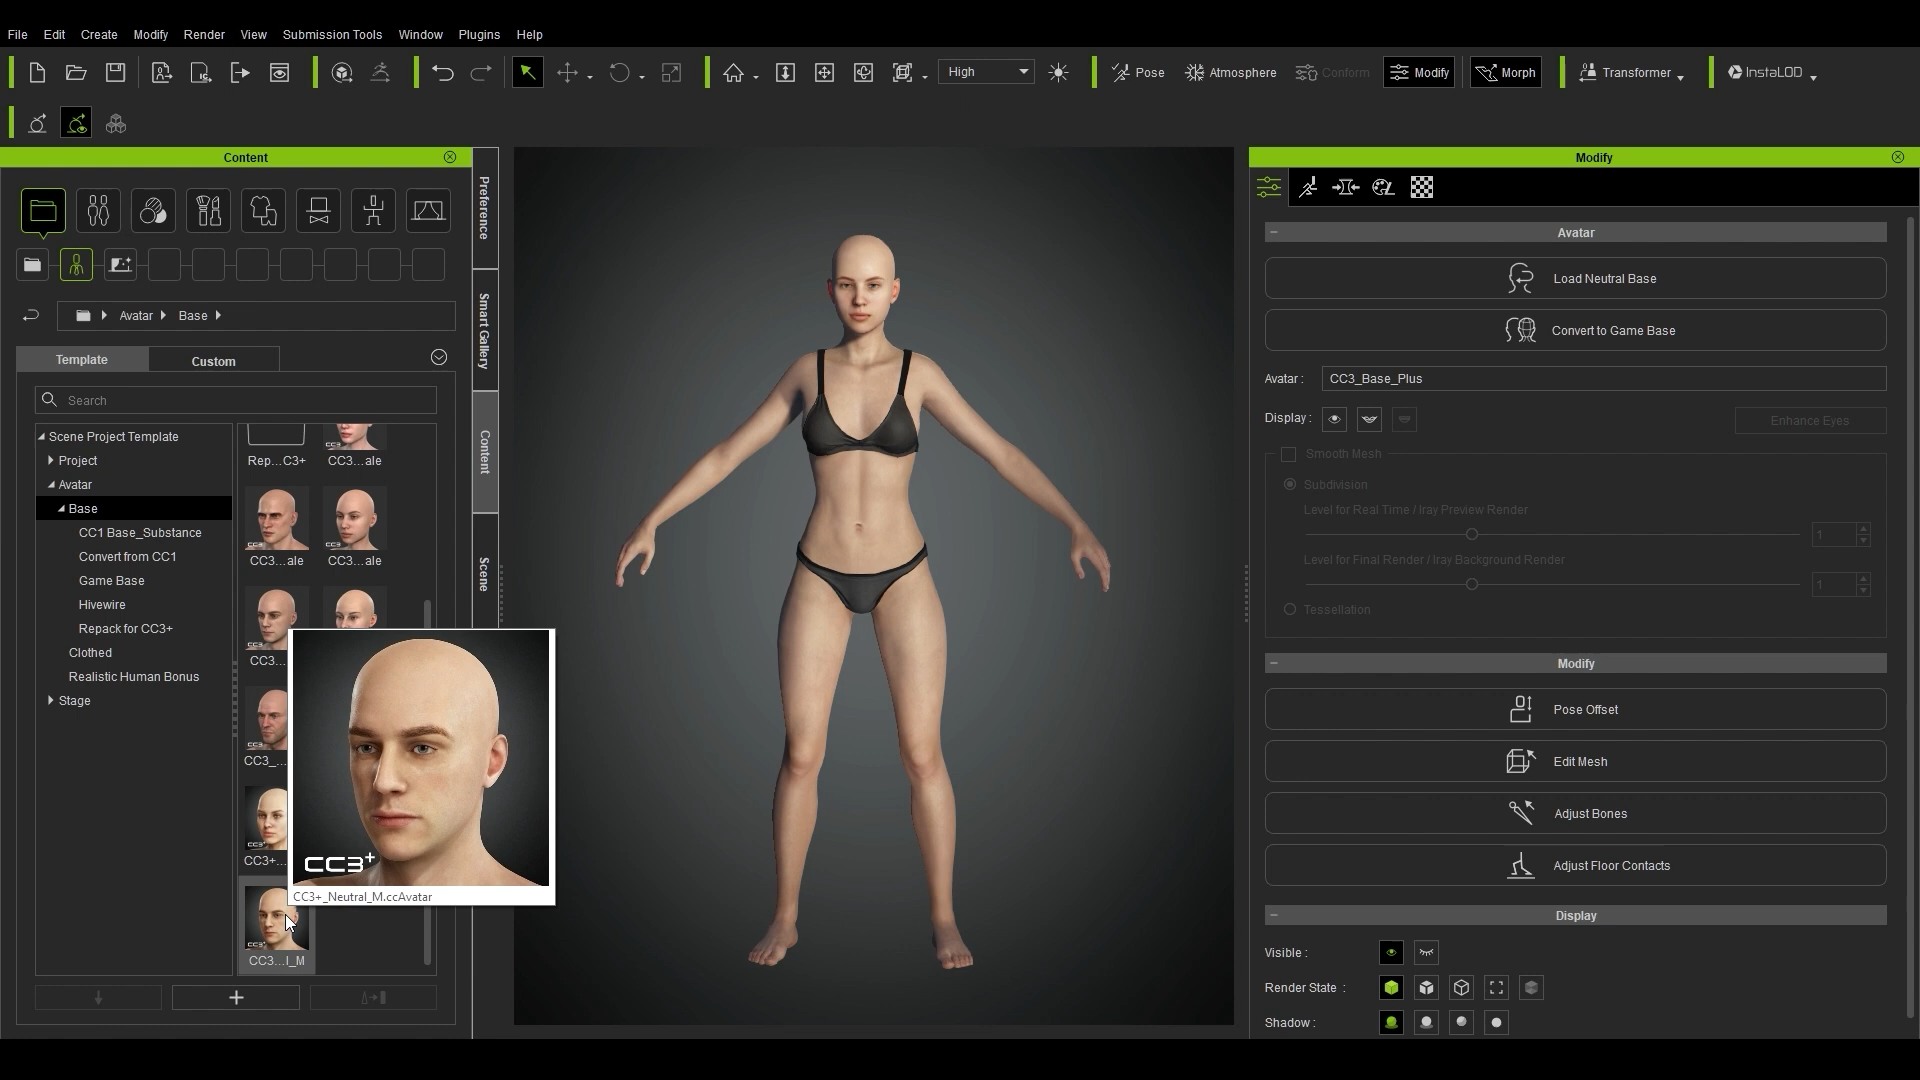 File Edit Create Modify Render View Submission Tools Window Plugins Help
High Pose Atmosphere Conform Modify Morph Transformer InstaLOD
Content
Avatar Base
Template Custom
Search
Scene Project Template
Project
Avatar
Base
CC1 Base_Substance
Convert from CC1
Game Base
Hivewire
Repack for CC3+
Clothed
Realistic Human Bonus
Stage
Rep...C3+ CC3...ale
CC3...ale CC3...ale
CC3...
CC3_...
CC3+...
CC3...l_M
CC3+
CC3+_Neutral_M.ccAvatar
Preference
Smart Gallery
Content
Scene
Modify
Avatar
Load Neutral Base
Convert to Game Base
Avatar : CC3_Base_Plus
Display : Enhance Eyes
Smooth Mesh
Subdivision
Level for Real Time / Iray Preview Render
1
Level for Final Render / Iray Background Render
1
Tessellation
Modify
Pose Offset
Edit Mesh
Adjust Bones
Adjust Floor Contacts
Display
Visible :
Render State :
Shadow :